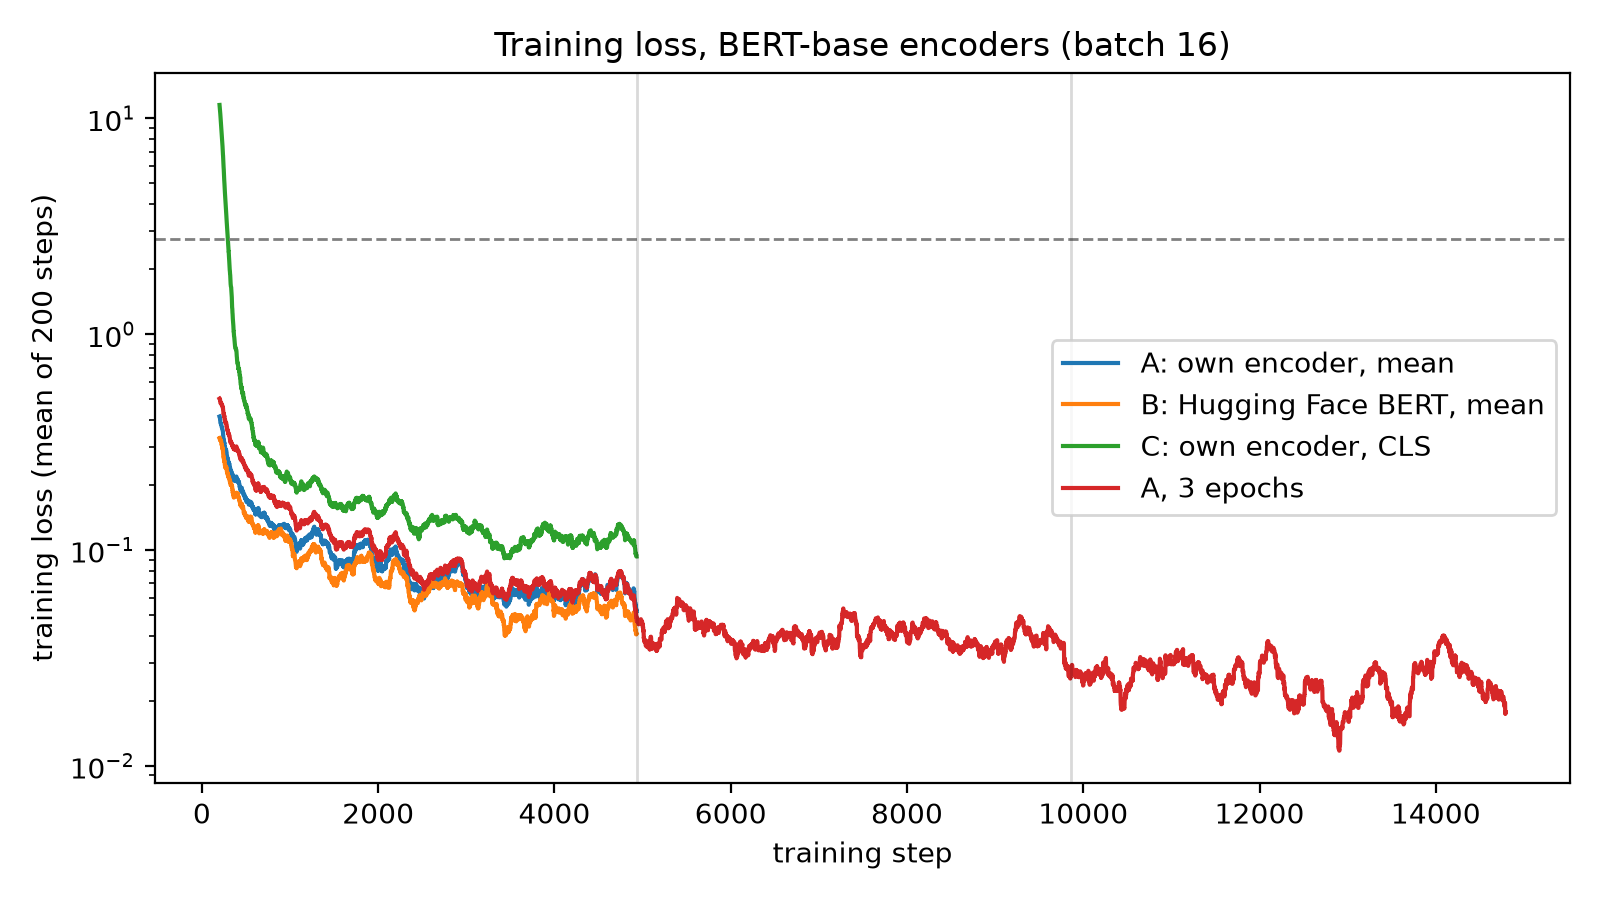 Training loss, BERT-base encoders (batch 16)
training loss (mean of 200 steps)
10¹
10⁰
10⁻¹
10⁻²
A: own encoder, mean
B: Hugging Face BERT, mean
C: own encoder, CLS
A, 3 epochs
0 2000 4000 6000 8000 10000 12000 14000
training step